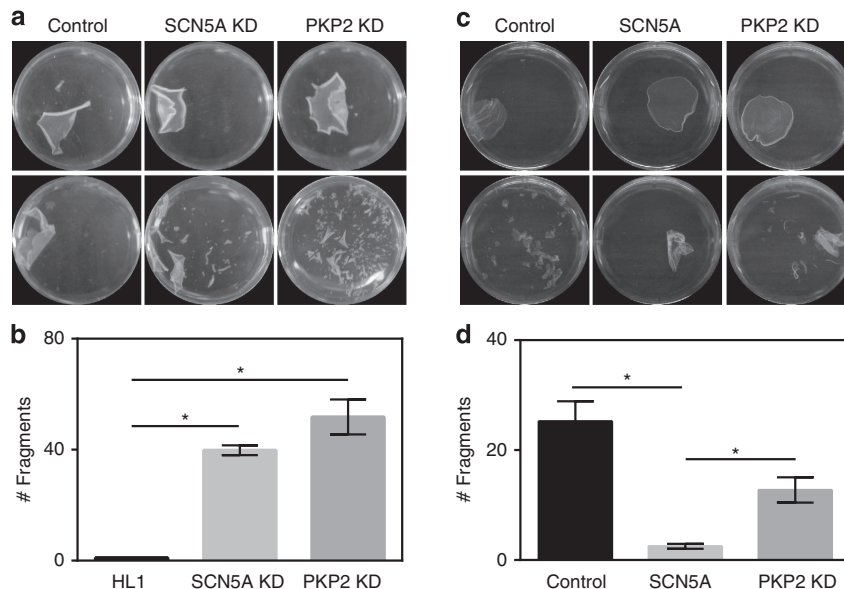 a
Control SCN5A KD PKP2 KD
b
80
40
0
# Fragments
*
*
HL1 SCN5A KD PKP2 KD
c
Control SCN5A PKP2 KD
d
40
20
0
# Fragments
*
*
Control SCN5A PKP2 KD